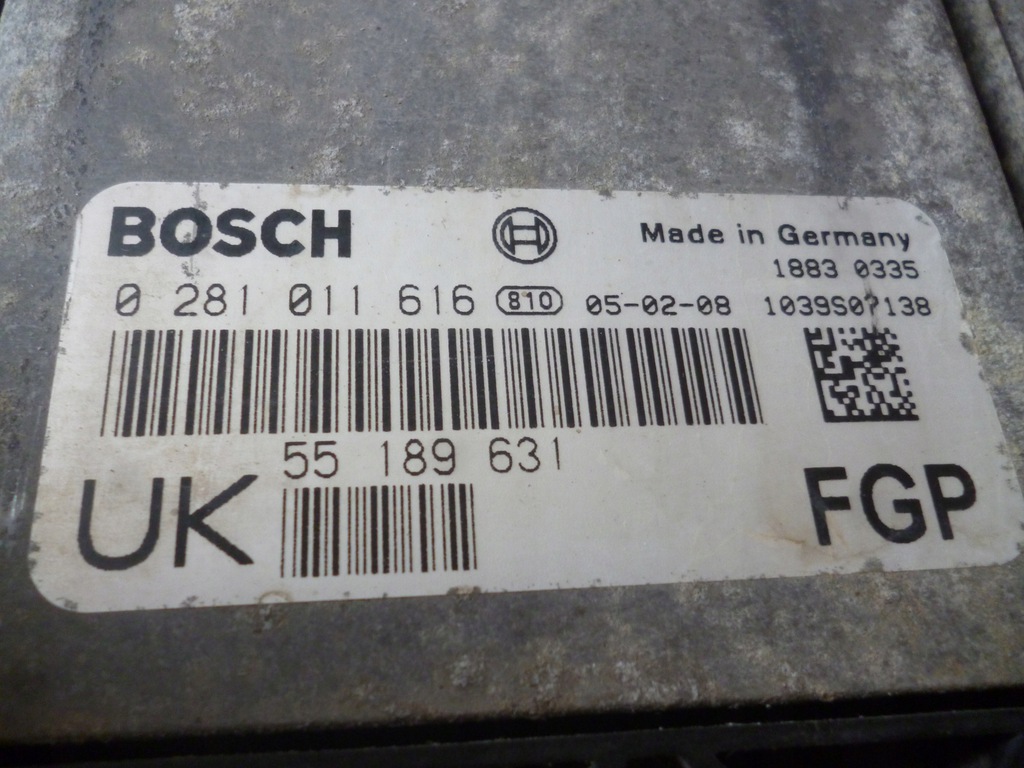 BOSCH
Made in Germany
1883 0335
0 281 011 616 810 05-02-08 1039S07138
55 189 631
UK
FGP